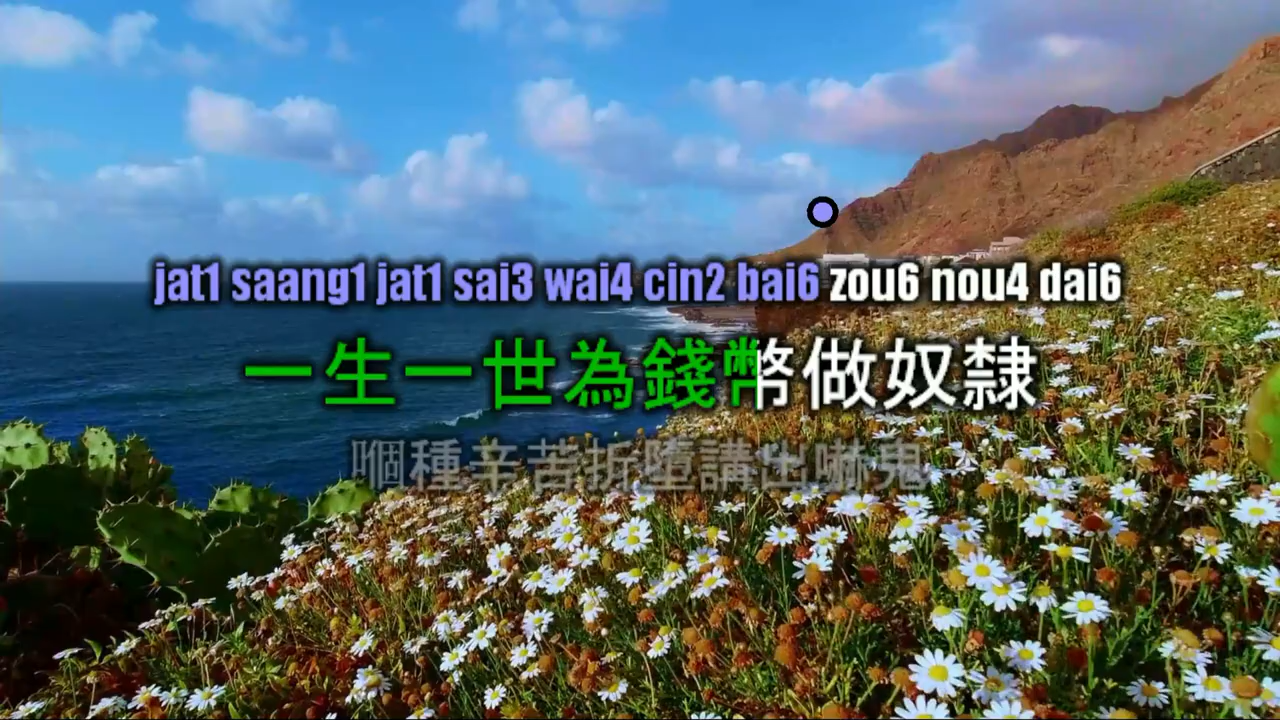 jat1 saang1 jat1 sai3 wai4 cin2 bai6 zou6 nou4 dai6
一生一世為錢幣做奴隸
嗰種辛苦折墮講出嚇鬼